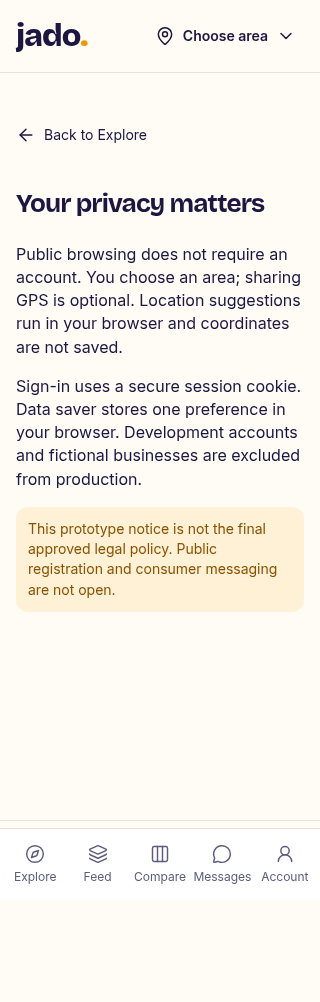 jado.
Choose area
Back to Explore
Your privacy matters
Public browsing does not require an
account. You choose an area; sharing
GPS is optional. Location suggestions
run in your browser and coordinates
are not saved.
Sign-in uses a secure session cookie.
Data saver stores one preference in
your browser. Development accounts
and fictional businesses are excluded
from production.
This prototype notice is not the final
approved legal policy. Public
registration and consumer messaging
are not open.
Explore
Feed
Compare
Messages
Account